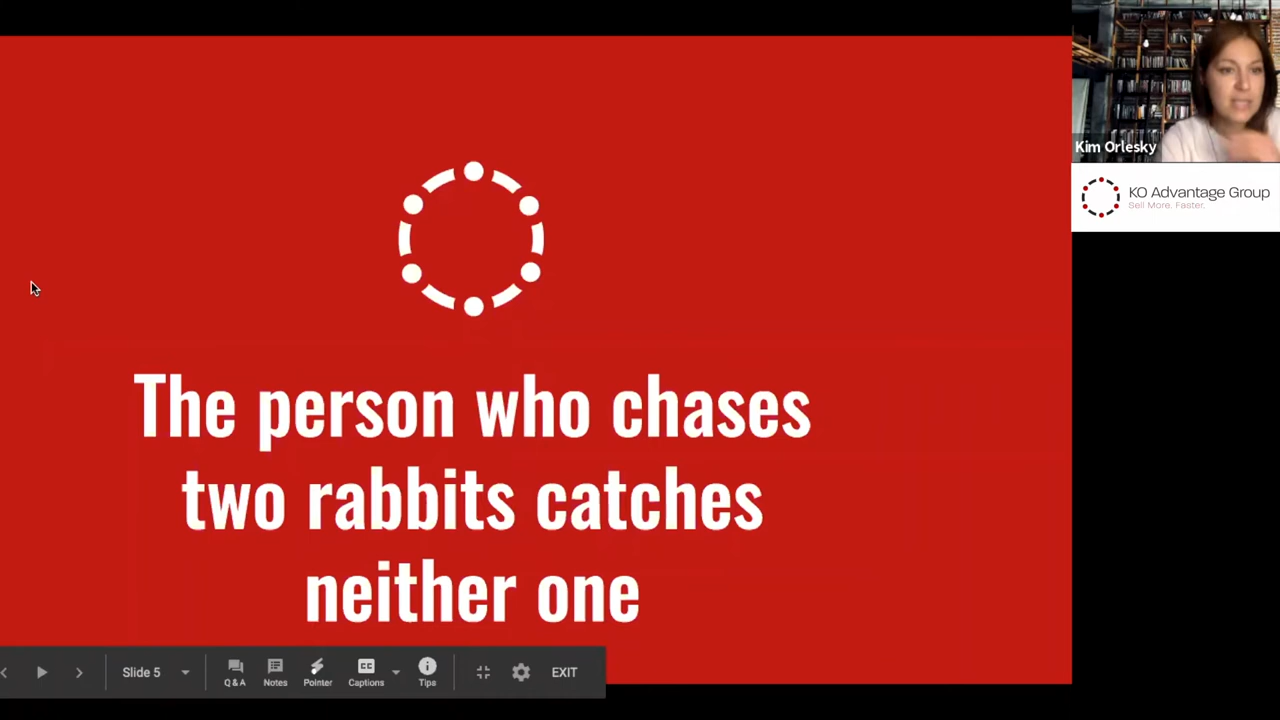 Kim Orlesky
KO Advantage Group
Sell More. Faster.
The person who chases
two rabbits catches
neither one
Slide 5
Q & A
Notes
Pointer
CC
Captions
Tips
EXIT